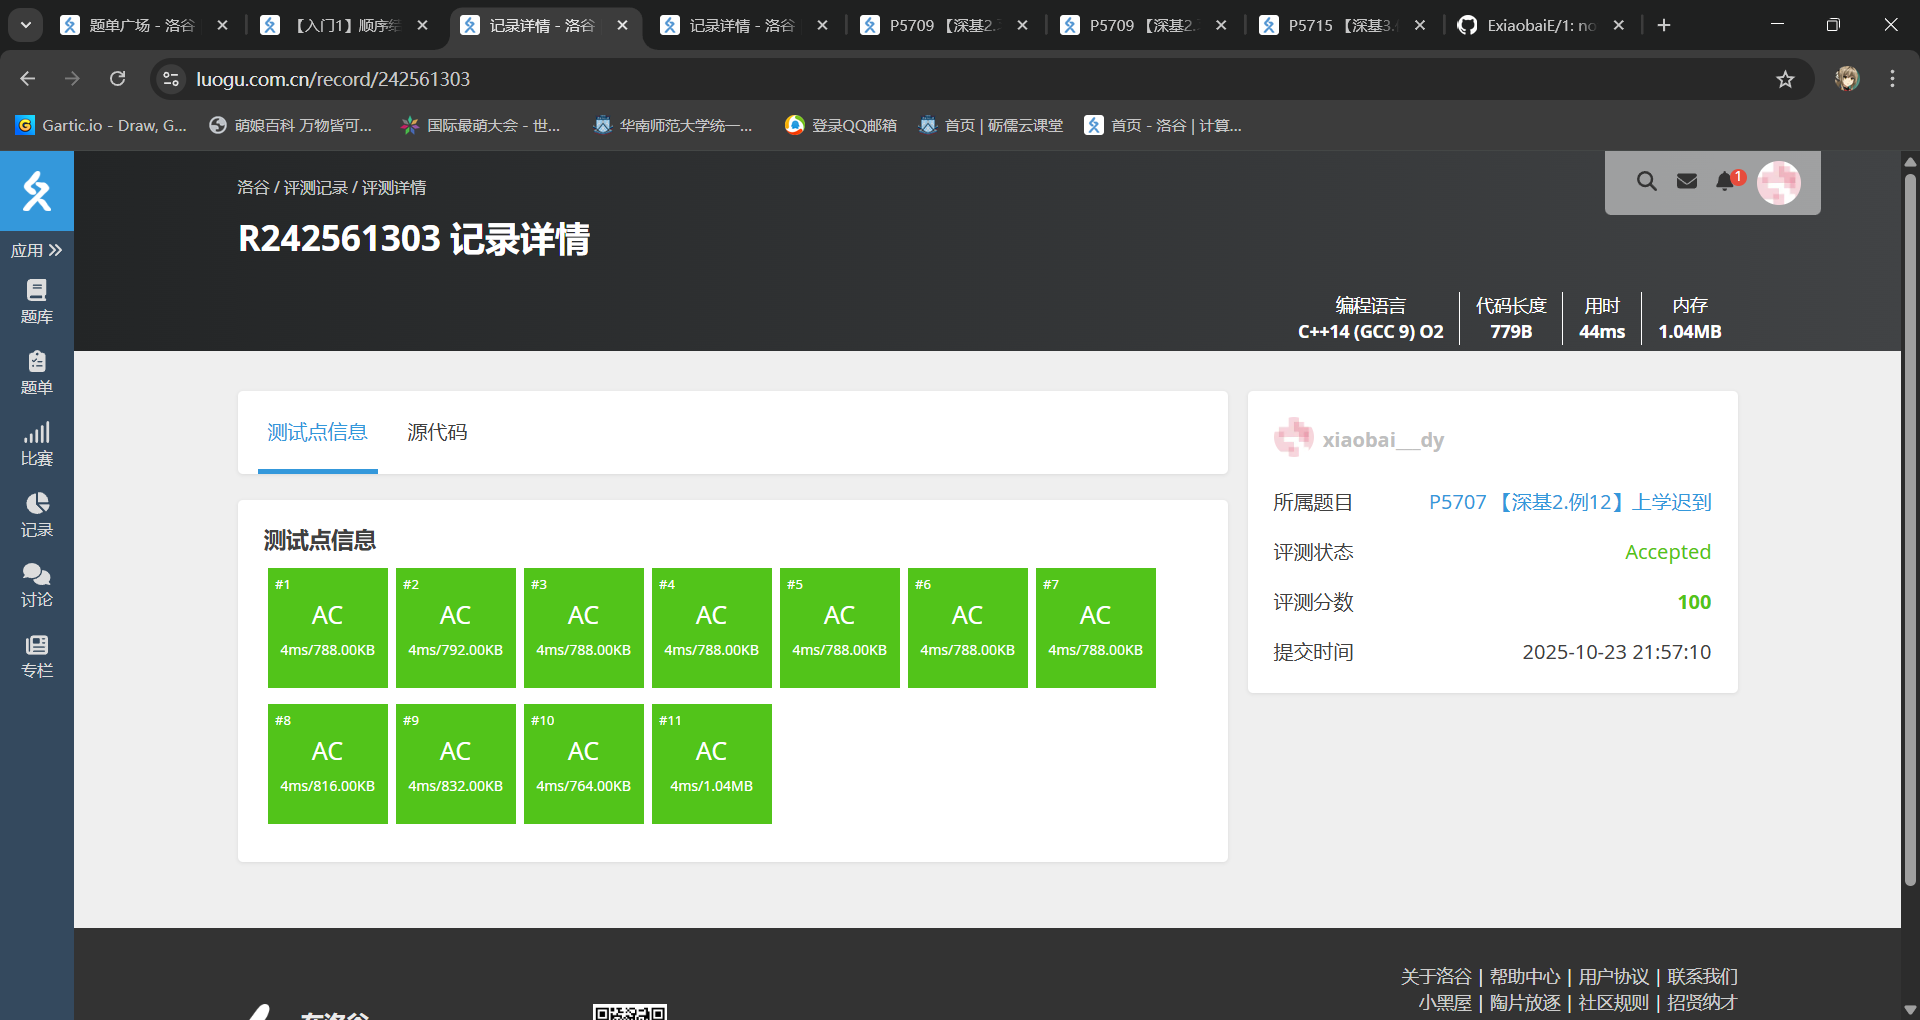 题单广场 - 洛谷
【入门1】顺序结
记录详情 - 洛谷
记录详情 - 洛谷
P5709 【深基2.
P5709 【深基2.
P5715 【深基3.
ExiaobaiE/1: no
luogu.com.cn/record/242561303
Gartic.io - Draw, G...
萌娘百科 万物皆可...
国际最萌大会 - 世...
华南师范大学统一...
登录QQ邮箱
首页 | 砺儒云课堂
首页 - 洛谷 | 计算...
洛谷 / 评测记录 / 评测详情
1
R242561303 记录详情
应用
题库
题单
比赛
记录
讨论
专栏
编程语言 代码长度 用时 内存
C++14 (GCC 9) O2 779B 44ms 1.04MB
测试点信息 源代码
测试点信息
#1 #2 #3 #4 #5 #6 #7
AC AC AC AC AC AC AC
4ms/788.00KB 4ms/792.00KB 4ms/788.00KB 4ms/788.00KB 4ms/788.00KB 4ms/788.00KB 4ms/788.00KB
#8 #9 #10 #11
AC AC AC AC
4ms/816.00KB 4ms/832.00KB 4ms/764.00KB 4ms/1.04MB
xiaobai__dy
所属题目 P5707 【深基2.例12】上学迟到
评测状态 Accepted
评测分数 100
提交时间 2025-10-23 21:57:10
关于洛谷 | 帮助中心 | 用户协议 | 联系我们
小黑屋 | 陶片放逐 | 社区规则 | 招贤纳才
在洛谷